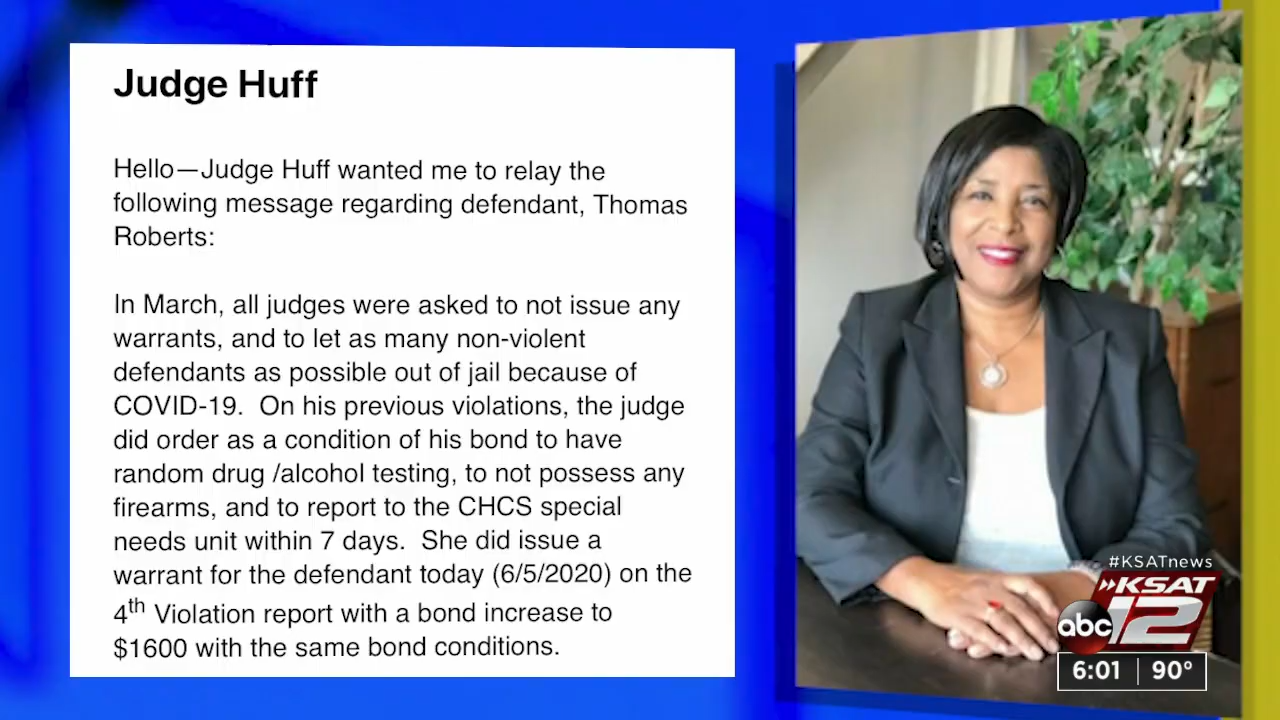 Judge Huff
Hello—Judge Huff wanted me to relay the
following message regarding defendant, Thomas
Roberts:
In March, all judges were asked to not issue any
warrants, and to let as many non-violent
defendants as possible out of jail because of
COVID-19.  On his previous violations, the judge
did order as a condition of his bond to have
random drug /alcohol testing, to not possess any
firearms, and to report to the CHCS special
needs unit within 7 days.  She did issue a
warrant for the defendant today (6/5/2020) on the
4th Violation report with a bond increase to
$1600 with the same bond conditions.
#KSATnews
KSAT
abc 12
6:01 | 90°